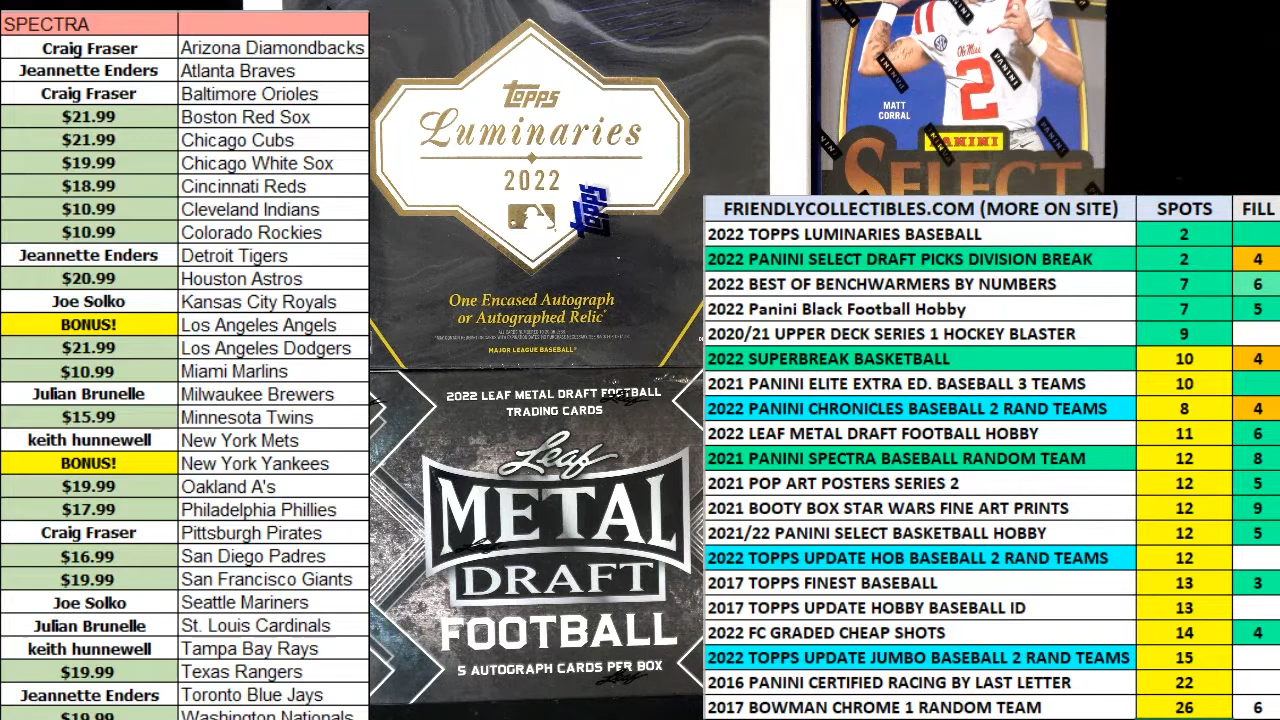 SPECTRA
Craig Fraser Arizona Diamondbacks
Jeannette Enders Atlanta Braves
Craig Fraser Baltimore Orioles
$21.99 Boston Red Sox
$21.99 Chicago Cubs
$19.99 Chicago White Sox
$18.99 Cincinnati Reds
$10.99 Cleveland Indians
$10.99 Colorado Rockies
Jeannette Enders Detroit Tigers
$20.99 Houston Astros
Joe Solko Kansas City Royals
BONUS! Los Angeles Angels
$21.99 Los Angeles Dodgers
$10.99 Miami Marlins
Julian Brunelle Milwaukee Brewers
$15.99 Minnesota Twins
keith hunnewell New York Mets
BONUS! New York Yankees
$19.99 Oakland A's
$17.99 Philadelphia Phillies
Craig Fraser Pittsburgh Pirates
$16.99 San Diego Padres
$19.99 San Francisco Giants
Joe Solko Seattle Mariners
Julian Brunelle St. Louis Cardinals
keith hunnewell Tampa Bay Rays
$19.99 Texas Rangers
Jeannette Enders Toronto Blue Jays
$19.99 Washington Nationals
TOPPS
Luminaries
2022
topps
One Encased Autograph
or Autographed Relic
MAJOR LEAGUE BASEBALL
2022 LEAF METAL DRAFT FOOTBALL
TRADING CARDS
Leaf
METAL
DRAFT
FOOTBALL
5 AUTOGRAPH CARDS PER BOX
Leaf
Ole Miss
2
SEC
PANINI
PANINI
MATT
CORRAL
PANINI
SELECT
FRIENDLYCOLLECTIBLES.COM (MORE ON SITE) SPOTS FILL
2022 TOPPS LUMINARIES BASEBALL 2
2022 PANINI SELECT DRAFT PICKS DIVISION BREAK 2 4
2022 BEST OF BENCHWARMERS BY NUMBERS 7 6
2022 Panini Black Football Hobby 7 5
2020/21 UPPER DECK SERIES 1 HOCKEY BLASTER 9
2022 SUPERBREAK BASKETBALL 10 4
2021 PANINI ELITE EXTRA ED. BASEBALL 3 TEAMS 10
2022 PANINI CHRONICLES BASEBALL 2 RAND TEAMS 8 4
2022 LEAF METAL DRAFT FOOTBALL HOBBY 11 6
2021 PANINI SPECTRA BASEBALL RANDOM TEAM 12 8
2021 POP ART POSTERS SERIES 2 12 5
2021 BOOTY BOX STAR WARS FINE ART PRINTS 12 9
2021/22 PANINI SELECT BASKETBALL HOBBY 12 5
2022 TOPPS UPDATE HOB BASEBALL 2 RAND TEAMS 12
2017 TOPPS FINEST BASEBALL 13 3
2017 TOPPS UPDATE HOBBY BASEBALL ID 13
2022 FC GRADED CHEAP SHOTS 14 4
2022 TOPPS UPDATE JUMBO BASEBALL 2 RAND TEAMS 15
2016 PANINI CERTIFIED RACING BY LAST LETTER 22
2017 BOWMAN CHROME 1 RANDOM TEAM 26 6